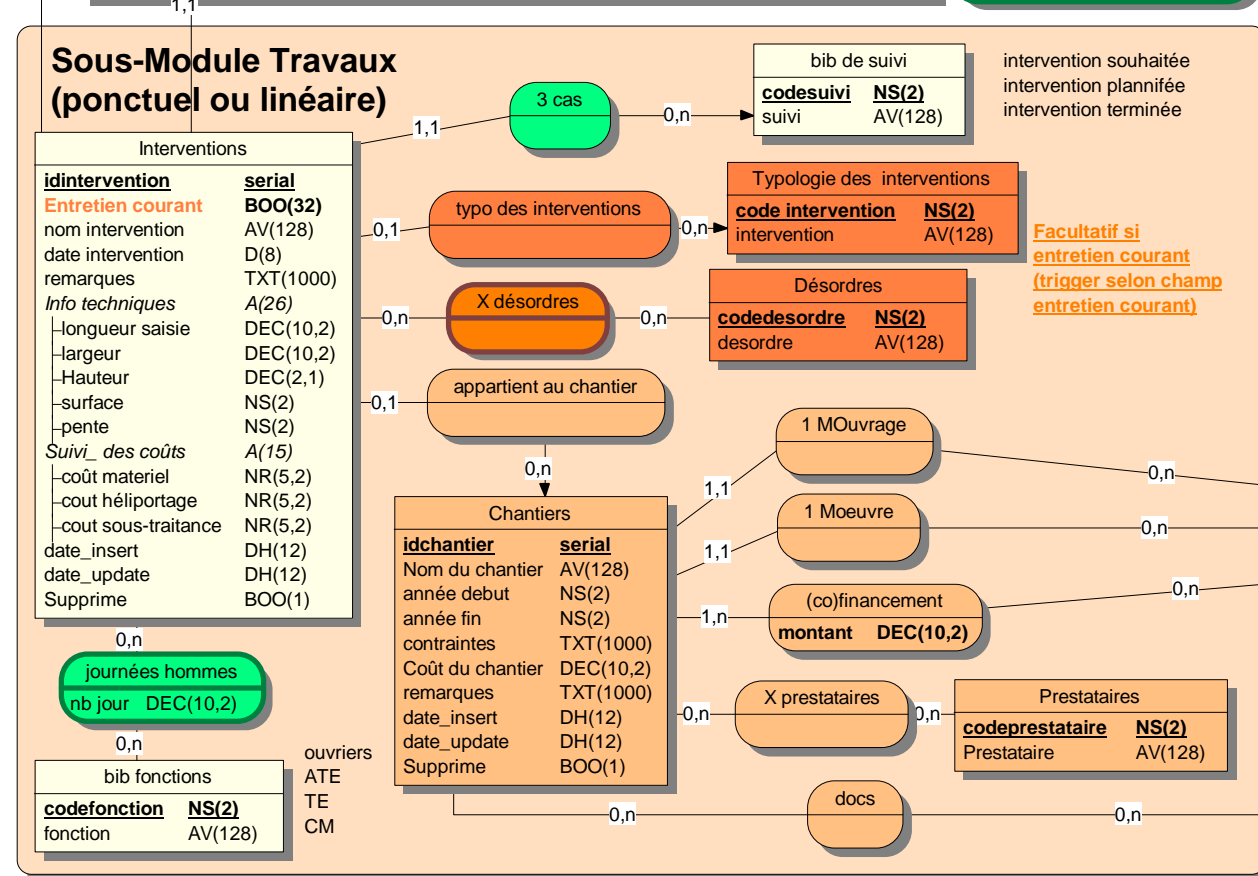 1,1
Sous-Module Travaux
(ponctuel ou linéaire)
Interventions
idintervention serial
Entretien courant BOO(32)
nom intervention AV(128)
date intervention D(8)
remarques TXT(1000)
Info techniques A(26)
longueur saisie DEC(10,2)
largeur DEC(10,2)
Hauteur DEC(2,1)
surface NS(2)
pente NS(2)
Suivi_ des coûts A(15)
coût materiel NR(5,2)
cout héliportage NR(5,2)
cout sous-traitance NR(5,2)
date_insert DH(12)
date_update DH(12)
Supprime BOO(1)
1,1
3 cas
0,n
bib de suivi
codesuivi NS(2)
suivi AV(128)
intervention souhaitée
intervention plannifée
intervention terminée
0,1
typo des interventions
0,n
Typologie des interventions
code intervention NS(2)
intervention AV(128)
Facultatif si
entretien courant
(trigger selon champ
entretien courant)
0,n
X désordres
0,n
Désordres
codedesordre NS(2)
desordre AV(128)
0,1
appartient au chantier
0,n
Chantiers
idchantier serial
Nom du chantier AV(128)
année debut NS(2)
année fin NS(2)
contraintes TXT(1000)
Coût du chantier DEC(10,2)
remarques TXT(1000)
date_insert DH(12)
date_update DH(12)
Supprime BOO(1)
1,1
1 MOuvrage
0,n
1,1
1 Moeuvre
0,n
1,n
(co)financement
montant DEC(10,2)
0,n
0,n
X prestataires
0,n
Prestataires
codeprestataire NS(2)
Prestataire AV(128)
0,n
docs
0,n
0,n
journées hommes
nb jour DEC(10,2)
0,n
bib fonctions
codefonction NS(2)
fonction AV(128)
ouvriers
ATE
TE
CM